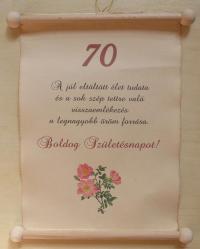 70
A jól eltöltött élet tudata
és a sok szép tettre való
visszaemlékezés
a legnagyobb öröm forrása.
Boldog Születésnapot!